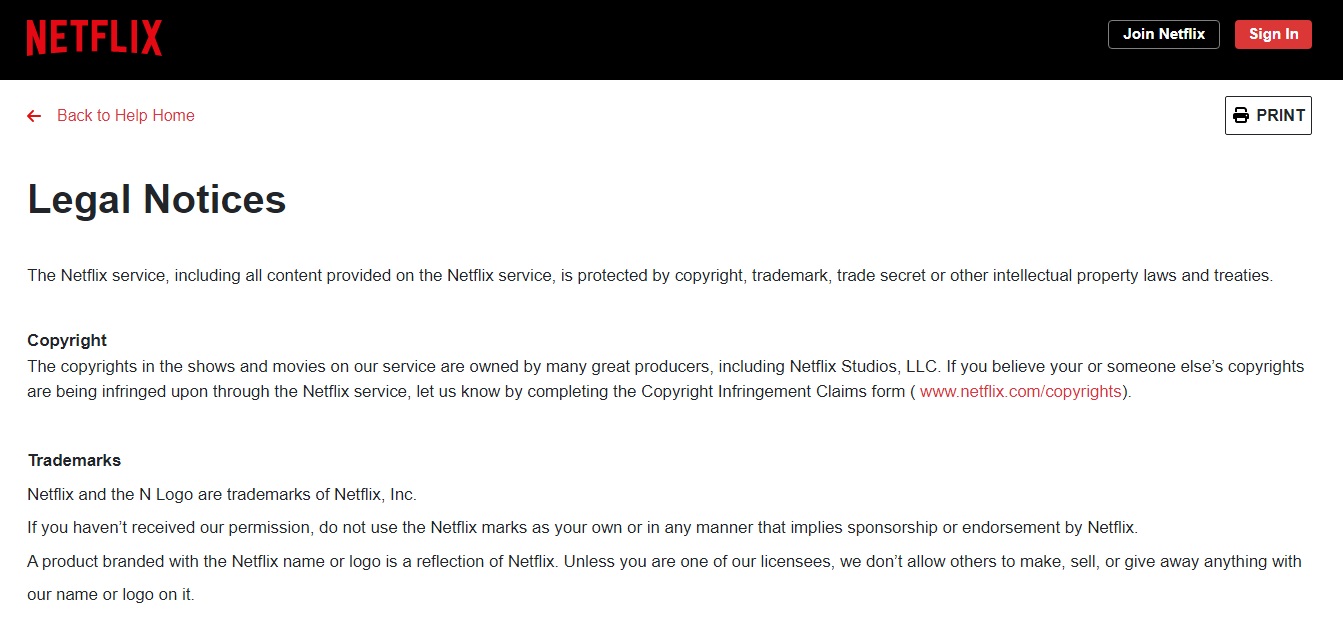 NETFLIX
Join Netflix
Sign In
Back to Help Home
PRINT
Legal Notices
The Netflix service, including all content provided on the Netflix service, is protected by copyright, trademark, trade secret or other intellectual property laws and treaties.
Copyright
The copyrights in the shows and movies on our service are owned by many great producers, including Netflix Studios, LLC. If you believe your or someone else’s copyrights
are being infringed upon through the Netflix service, let us know by completing the Copyright Infringement Claims form ( www.netflix.com/copyrights).
Trademarks
Netflix and the N Logo are trademarks of Netflix, Inc.
If you haven’t received our permission, do not use the Netflix marks as your own or in any manner that implies sponsorship or endorsement by Netflix.
A product branded with the Netflix name or logo is a reflection of Netflix. Unless you are one of our licensees, we don’t allow others to make, sell, or give away anything with
our name or logo on it.